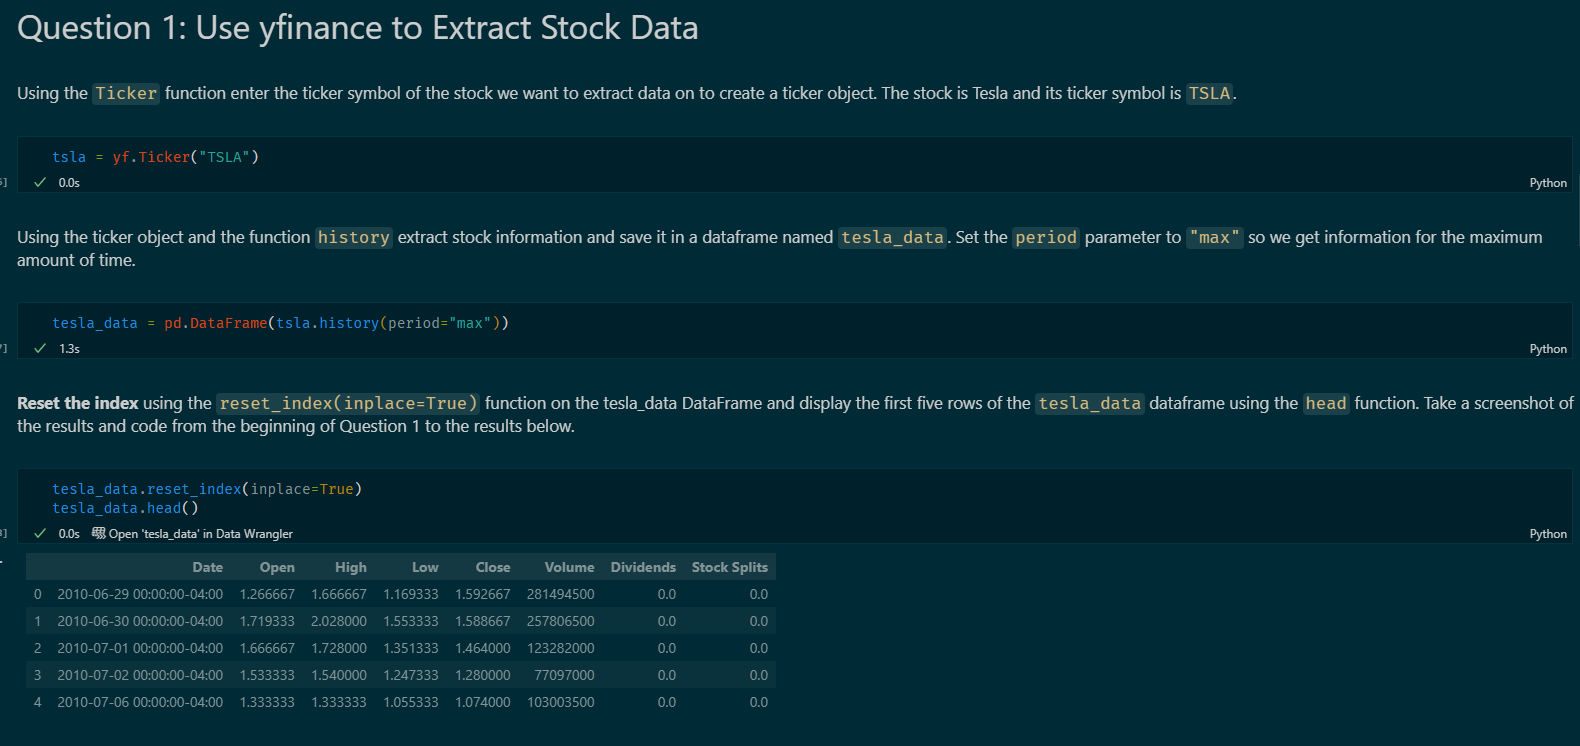 Question 1: Use yfinance to Extract Stock Data
Using the Ticker function enter the ticker symbol of the stock we want to extract data on to create a ticker object. The stock is Tesla and its ticker symbol is TSLA.
tsla = yf.Ticker("TSLA")
0.0s Python
Using the ticker object and the function history extract stock information and save it in a dataframe named tesla_data. Set the period parameter to "max" so we get information for the maximum
amount of time.
tesla_data = pd.DataFrame(tsla.history(period="max"))
1.3s Python
Reset the index using the reset_index(inplace=True) function on the tesla_data DataFrame and display the first five rows of the tesla_data dataframe using the head function. Take a screenshot of
the results and code from the beginning of Question 1 to the results below.
tesla_data.reset_index(inplace=True)
tesla_data.head()
0.0s Open 'tesla_data' in Data Wrangler Python
Date Open High Low Close Volume Dividends Stock Splits
0 2010-06-29 00:00:00-04:00 1.266667 1.666667 1.169333 1.592667 281494500 0.0 0.0
1 2010-06-30 00:00:00-04:00 1.719333 2.028000 1.553333 1.588667 257806500 0.0 0.0
2 2010-07-01 00:00:00-04:00 1.666667 1.728000 1.351333 1.464000 123282000 0.0 0.0
3 2010-07-02 00:00:00-04:00 1.533333 1.540000 1.247333 1.280000 77097000 0.0 0.0
4 2010-07-06 00:00:00-04:00 1.333333 1.333333 1.055333 1.074000 103003500 0.0 0.0